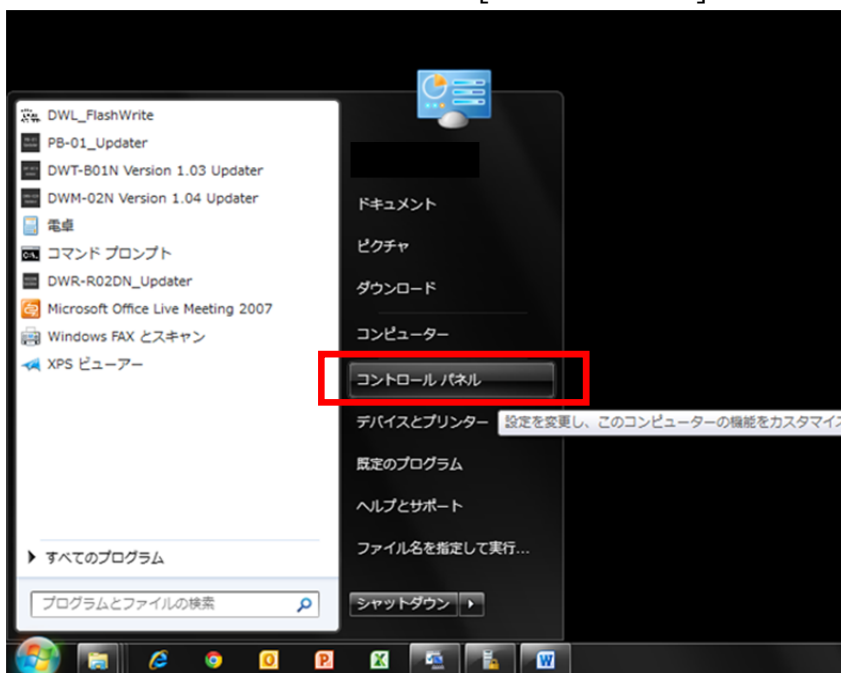 DWL_FlashWrite
PB-01_Updater
DWT-B01N Version 1.03 Updater
DWM-02N Version 1.04 Updater
電卓
コマンド プロンプト
DWR-R02DN_Updater
Microsoft Office Live Meeting 2007
Windows FAX とスキャン
XPS ビューアー
すべてのプログラム
プログラムとファイルの検索
ドキュメント
ピクチャ
ダウンロード
コンピューター
コントロール パネル
デバイスとプリンター
設定を変更し、このコンピューターの機能をカスタマイズ
既定のプログラム
ヘルプとサポート
ファイル名を指定して実行...
シャットダウン